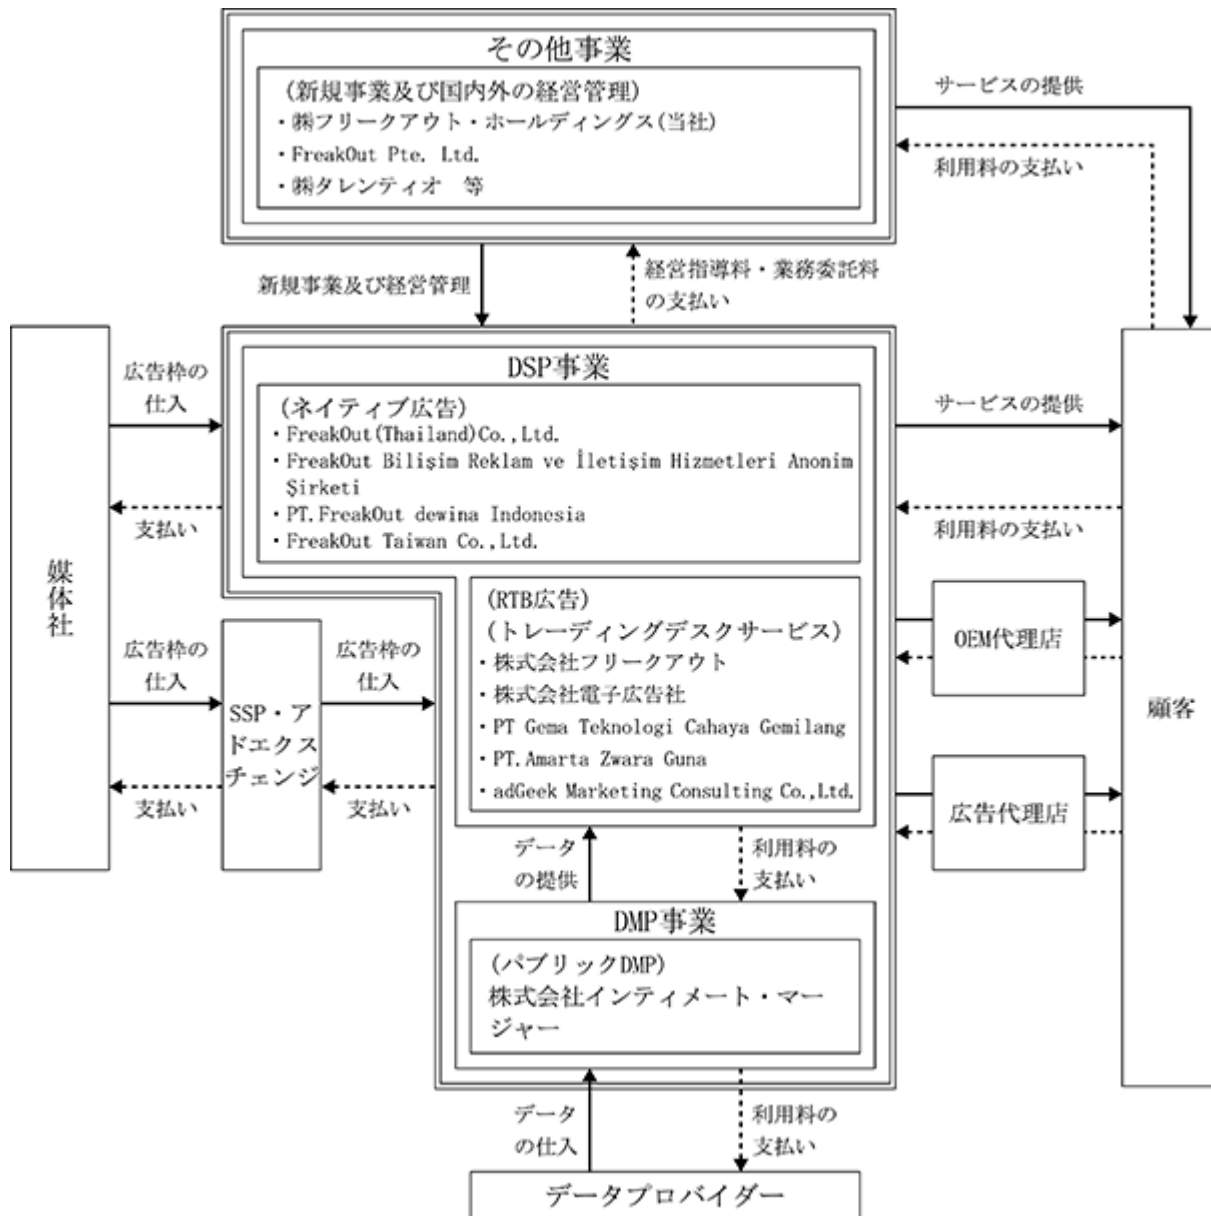 その他事業
(新規事業及び国内外の経営管理)
・㈱フリークアウト・ホールディングス(当社)
・FreakOut Pte. Ltd.
・㈱タレンティオ 等
サービスの提供
利用料の支払い
新規事業及び経営管理
経営指導料・業務委託料
の支払い
媒体社
広告枠の
仕入
支払い
DSP事業
(ネイティブ広告)
・FreakOut(Thailand)Co.,Ltd.
・FreakOut Bilişim Reklam ve İletişim Hizmetleri Anonim
Şirketi
・PT.FreakOut dewina Indonesia
・FreakOut Taiwan Co.,Ltd.
サービスの提供
利用料の支払い
広告枠の
仕入
支払い
SSP・ア
ドエクス
チェンジ
広告枠の
仕入
支払い
(RTB広告)
(トレーディングデスクサービス)
・株式会社フリークアウト
・株式会社電子広告社
・PT Gema Teknologi Cahaya Gemilang
・PT.Amarta Zwara Guna
・adGeek Marketing Consulting Co.,Ltd.
OEM代理店
広告代理店
顧客
データ
の提供
利用料の
支払い
DMP事業
(パブリックDMP)
株式会社インティメート・マー
ジャー
データ
の仕入
利用料の
支払い
データプロバイダー